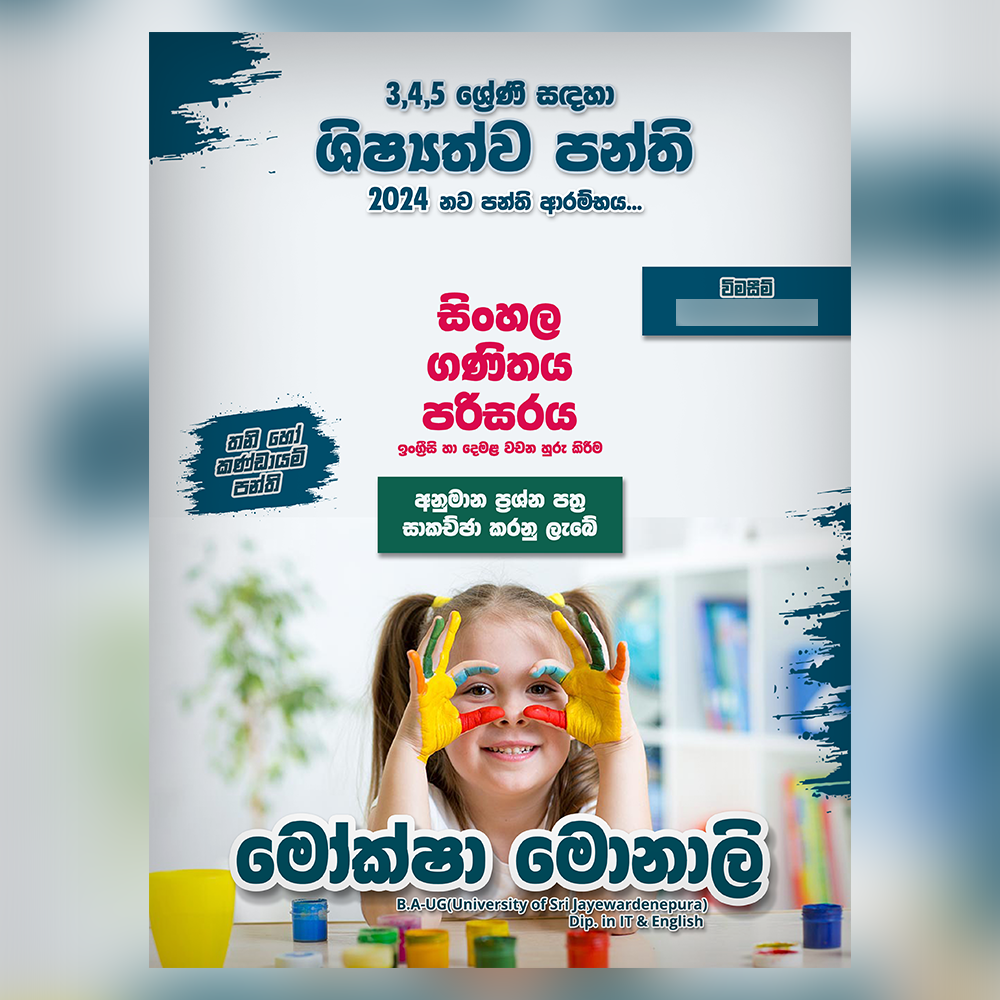 3,4,5 ශ්‍රේණි සඳහා
ශිෂ්‍යත්ව පන්ති
2024 නව පන්ති ආරම්භය...
විමසීම්
සිංහල
ගණිතය
පරිසරය
ඉංග්‍රීසි හා දෙමළ වචන හුරු කිරීම
තනි හෝ
කණ්ඩායම්
පන්ති
අනුමාන ප්‍රශ්න පත්‍ර
සාකච්ඡා කරනු ලැබේ
මෝක්ෂා මොනාලි
B.A-UG(University of Sri Jayewardenepura)
Dip. in IT & English